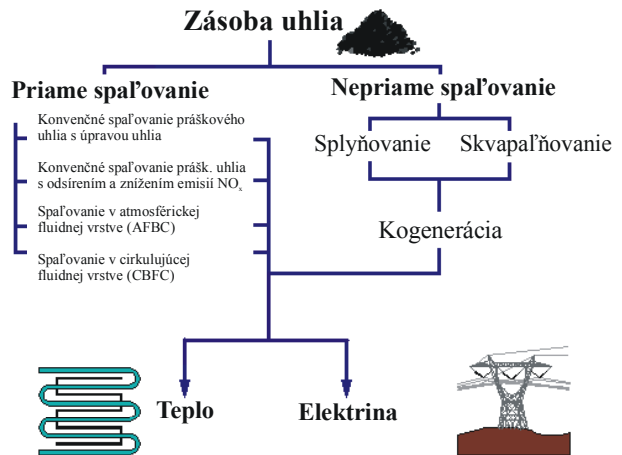 Zásoba uhlia
Priame spaľovanie
Konvenčné spaľovanie práškového
uhlia s úpravou uhlia
Konvenčné spaľovanie prášk. uhlia
s odsírením a znížením emisií NOx
Spaľovanie v atmosférickej
fluidnej vrstve (AFBC)
Spaľovanie v cirkulujúcej
fluidnej vrstve (CBFC)
Nepriame spaľovanie
Splyňovanie
Skvapaľňovanie
Kogenerácia
Teplo
Elektrina